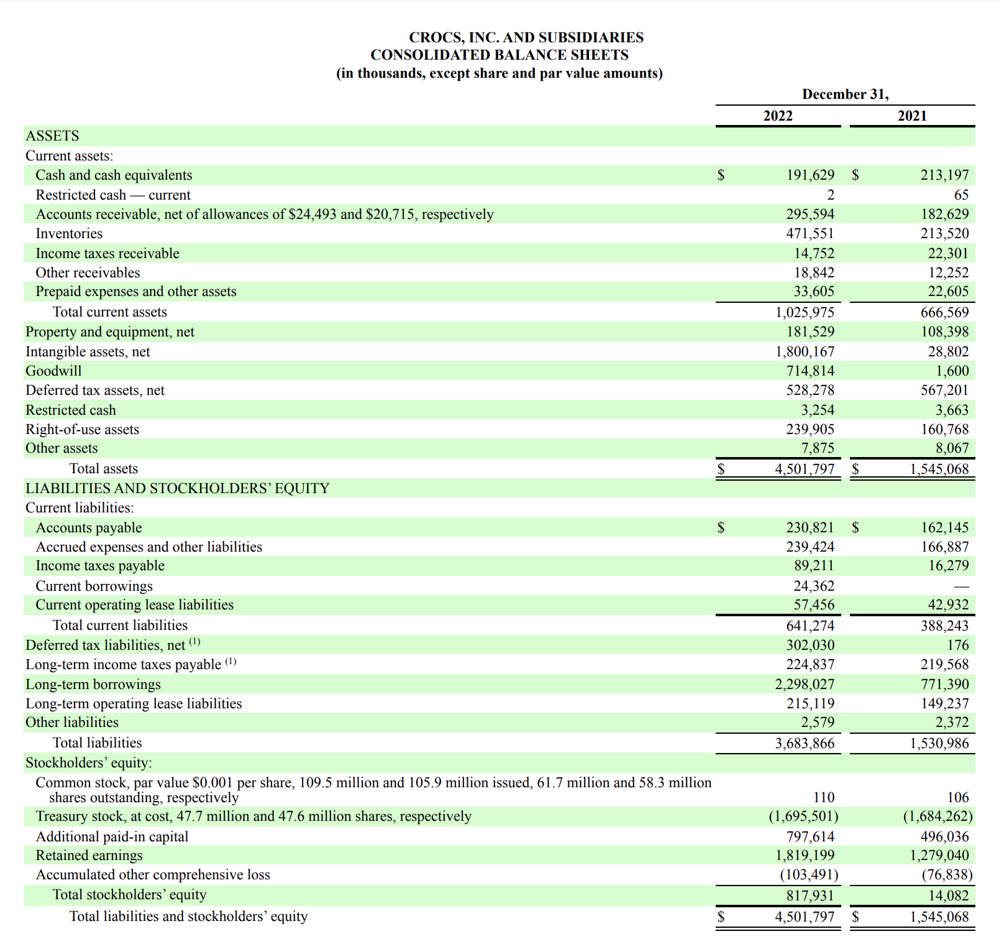 CROCS, INC. AND SUBSIDIARIES
CONSOLIDATED BALANCE SHEETS
(in thousands, except share and par value amounts)
December 31,
2022 2021
ASSETS
Current assets:
Cash and cash equivalents $ 191,629 $ 213,197
Restricted cash — current 2 65
Accounts receivable, net of allowances of $24,493 and $20,715, respectively 295,594 182,629
Inventories 471,551 213,520
Income taxes receivable 14,752 22,301
Other receivables 18,842 12,252
Prepaid expenses and other assets 33,605 22,605
Total current assets 1,025,975 666,569
Property and equipment, net 181,529 108,398
Intangible assets, net 1,800,167 28,802
Goodwill 714,814 1,600
Deferred tax assets, net 528,278 567,201
Restricted cash 3,254 3,663
Right-of-use assets 239,905 160,768
Other assets 7,875 8,067
Total assets $ 4,501,797 $ 1,545,068
LIABILITIES AND STOCKHOLDERS’ EQUITY
Current liabilities:
Accounts payable $ 230,821 $ 162,145
Accrued expenses and other liabilities 239,424 166,887
Income taxes payable 89,211 16,279
Current borrowings 24,362 —
Current operating lease liabilities 57,456 42,932
Total current liabilities 641,274 388,243
Deferred tax liabilities, net (1) 302,030 176
Long-term income taxes payable (1) 224,837 219,568
Long-term borrowings 2,298,027 771,390
Long-term operating lease liabilities 215,119 149,237
Other liabilities 2,579 2,372
Total liabilities 3,683,866 1,530,986
Stockholders’ equity:
Common stock, par value $0.001 per share, 109.5 million and 105.9 million issued, 61.7 million and 58.3 million
shares outstanding, respectively 110 106
Treasury stock, at cost, 47.7 million and 47.6 million shares, respectively (1,695,501) (1,684,262)
Additional paid-in capital 797,614 496,036
Retained earnings 1,819,199 1,279,040
Accumulated other comprehensive loss (103,491) (76,838)
Total stockholders’ equity 817,931 14,082
Total liabilities and stockholders’ equity $ 4,501,797 $ 1,545,068